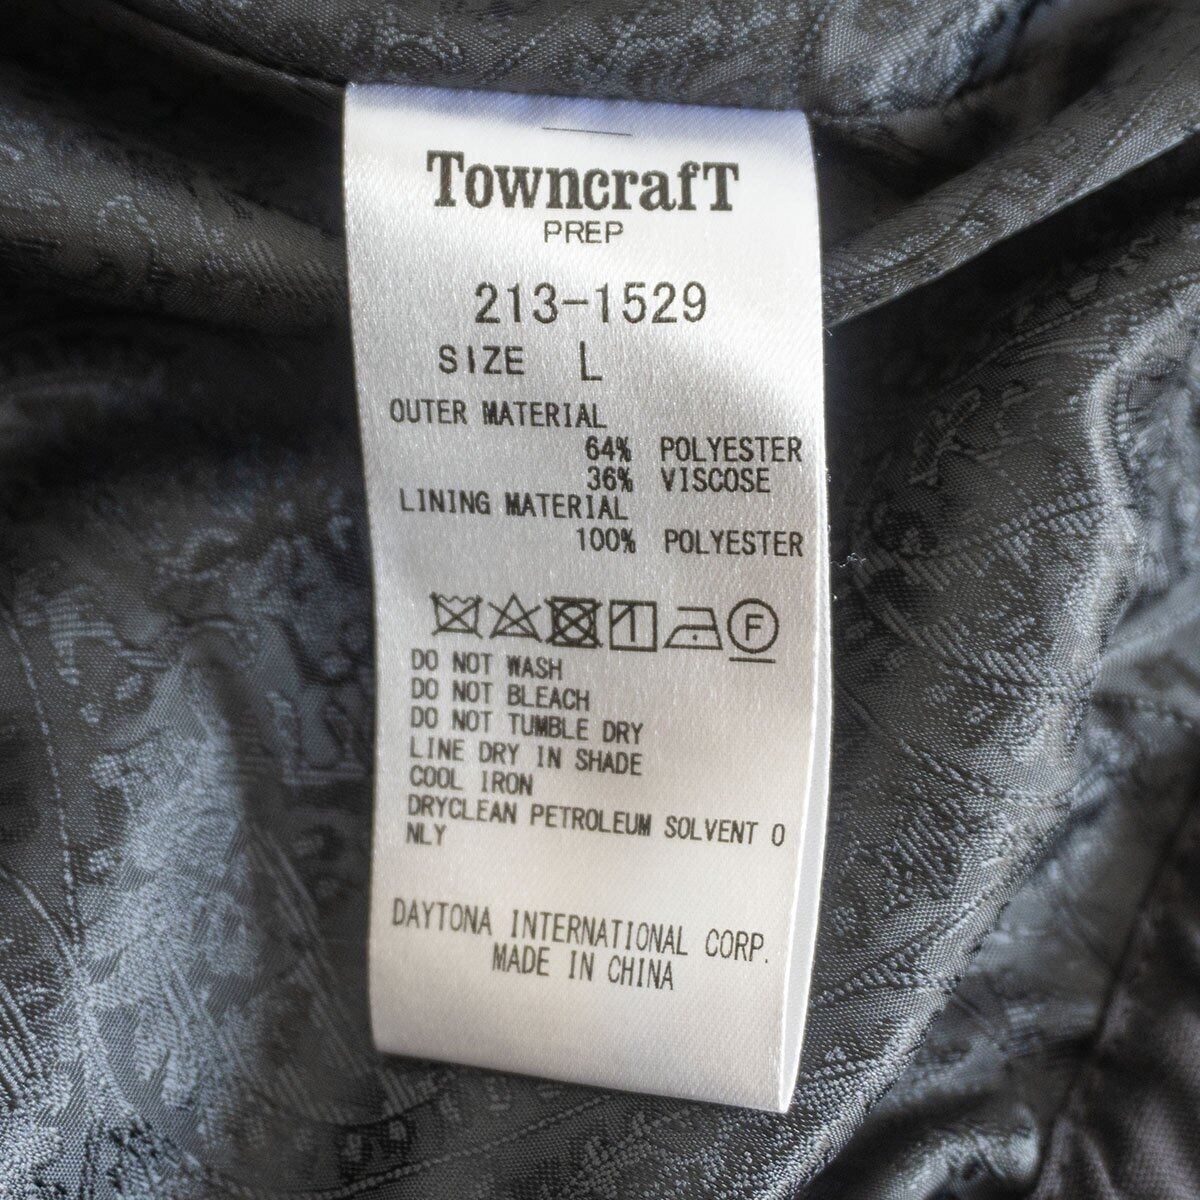 TowncrafT
PREP
213-1529
SIZE L
OUTER MATERIAL
64% POLYESTER
36% VISCOSE
LINING MATERIAL
100% POLYESTER
F
DO NOT WASH
DO NOT BLEACH
DO NOT TUMBLE DRY
LINE DRY IN SHADE
COOL IRON
DRYCLEAN PETROLEUM SOLVENT O
NLY
DAYTONA INTERNATIONAL CORP.
MADE IN CHINA